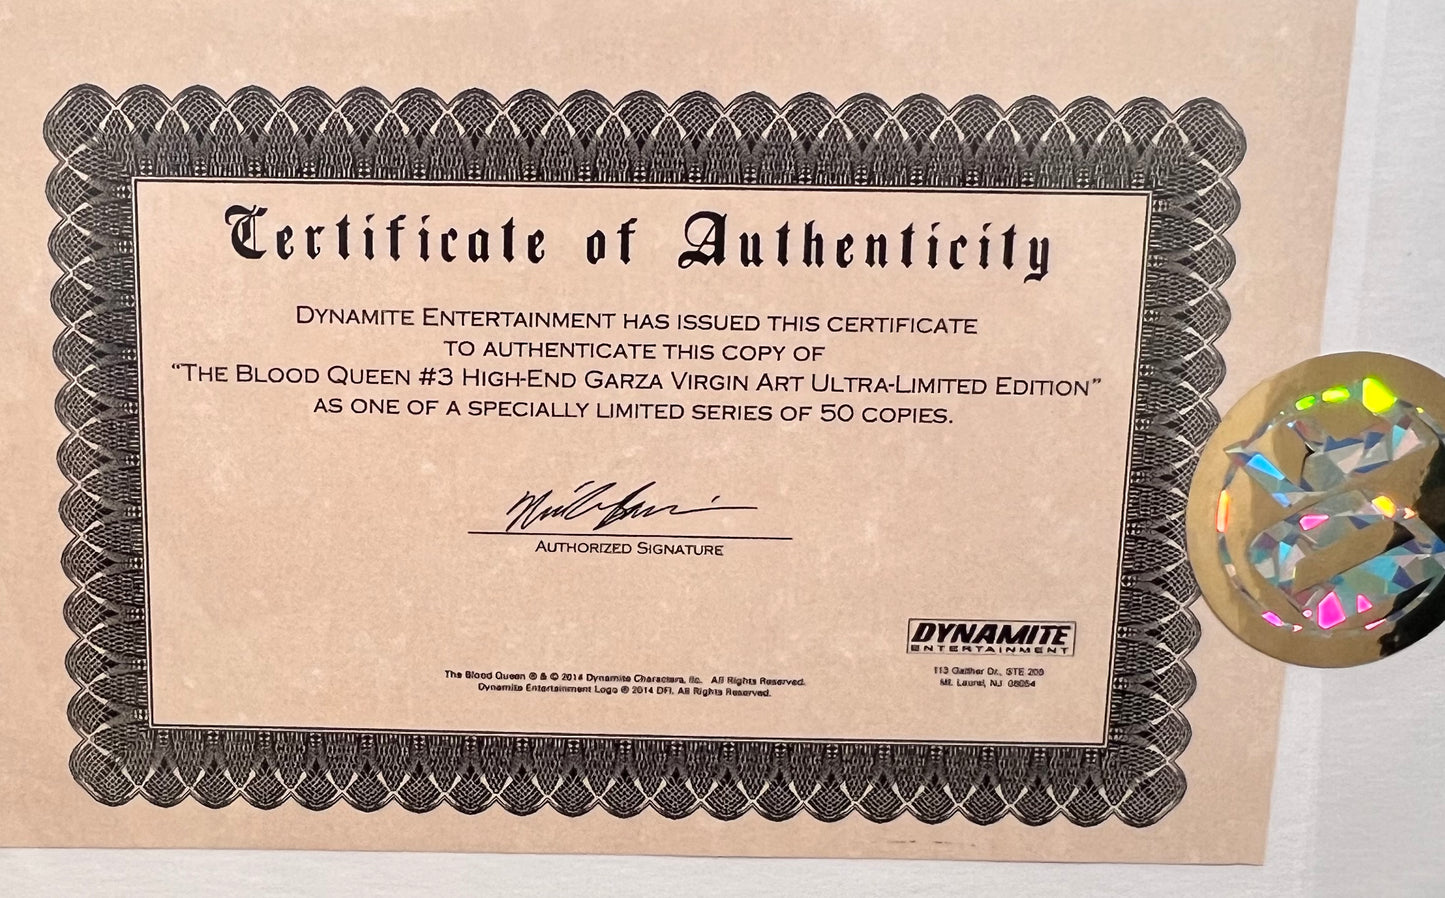 Certificate of Authenticity
DYNAMITE ENTERTAINMENT HAS ISSUED THIS CERTIFICATE
TO AUTHENTICATE THIS COPY OF
“THE BLOOD QUEEN #3 HIGH-END GARZA VIRGIN ART ULTRA-LIMITED EDITION”
AS ONE OF A SPECIALLY LIMITED SERIES OF 50 COPIES.
AUTHORIZED SIGNATURE
DYNAMITE
ENTERTAINMENT
113 Gaither Dr., STE 209
Mt. Laurel, NJ 08054
The Blood Queen ® & © 2014 Dynamite Characters, llc. All Rights Reserved.
Dynamite Entertainment Logo ® 2014 DFI. All Rights Reserved.